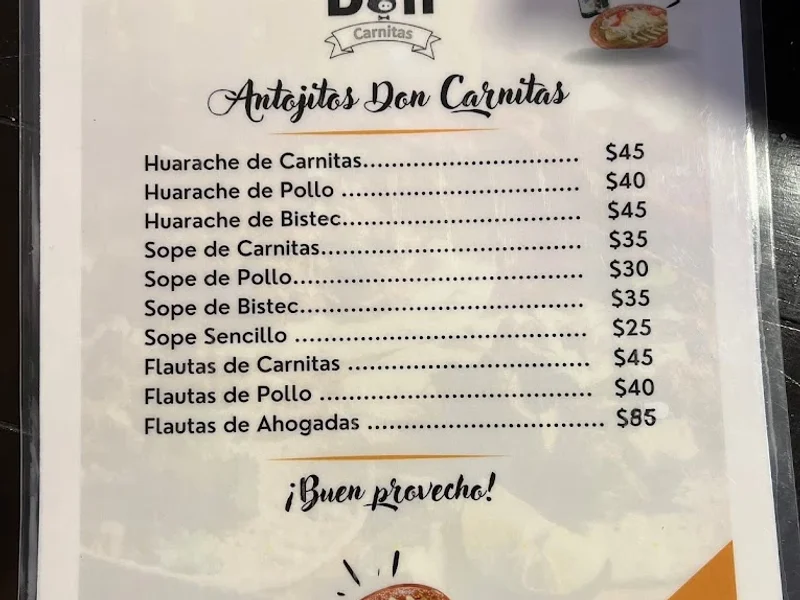 Don
Carnitas
Antojitos Don Carnitas
Huarache de Carnitas.......................................... $45
Huarache de Pollo ............................................. $40
Huarache de Bistec............................................. $45
Sope de Carnitas................................................ $35
Sope de Pollo.................................................... $30
Sope de Bistec................................................... $35
Sope Sencillo ................................................... $25
Flautas de Carnitas ............................................ $45
Flautas de Pollo ................................................ $40
Flautas de Ahogadas .......................................... $85
¡Buen provecho!